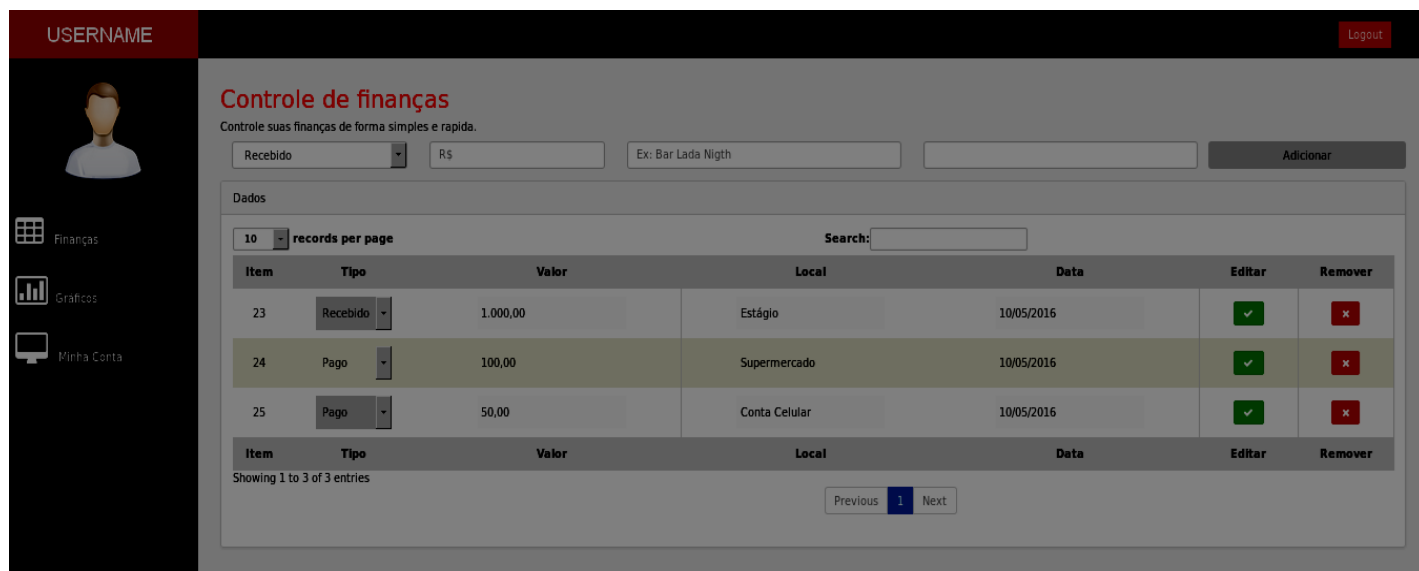 USERNAME
Logout
Controle de finanças
Controle suas finanças de forma simples e rapida.
Recebido R$ Ex: Bar Lada Nigth Adicionar
Finanças
Gráficos
Minha Conta
Dados
10 records per page Search:
Item Tipo Valor Local Data Editar Remover
23 Recebido 1.000,00 Estágio 10/05/2016
24 Pago 100,00 Supermercado 10/05/2016
25 Pago 50,00 Conta Celular 10/05/2016
Item Tipo Valor Local Data Editar Remover
Showing 1 to 3 of 3 entries
Previous 1 Next